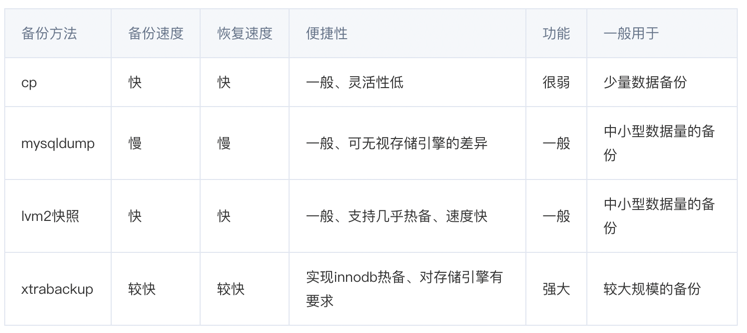 备份方法 备份速度 恢复速度 便捷性 功能 一般用于
cp 快 快 一般、灵活性低 很弱 少量数据备份
mysqldump 慢 慢 一般、可无视存储引擎的差异 一般 中小型数据量的备
份
lvm2快照 快 快 一般、支持几乎热备、速度快 一般 中小型数据量的备
份
xtrabackup 较快 较快 实现innodb热备、对存储引擎有
要求 强大 较大规模的备份